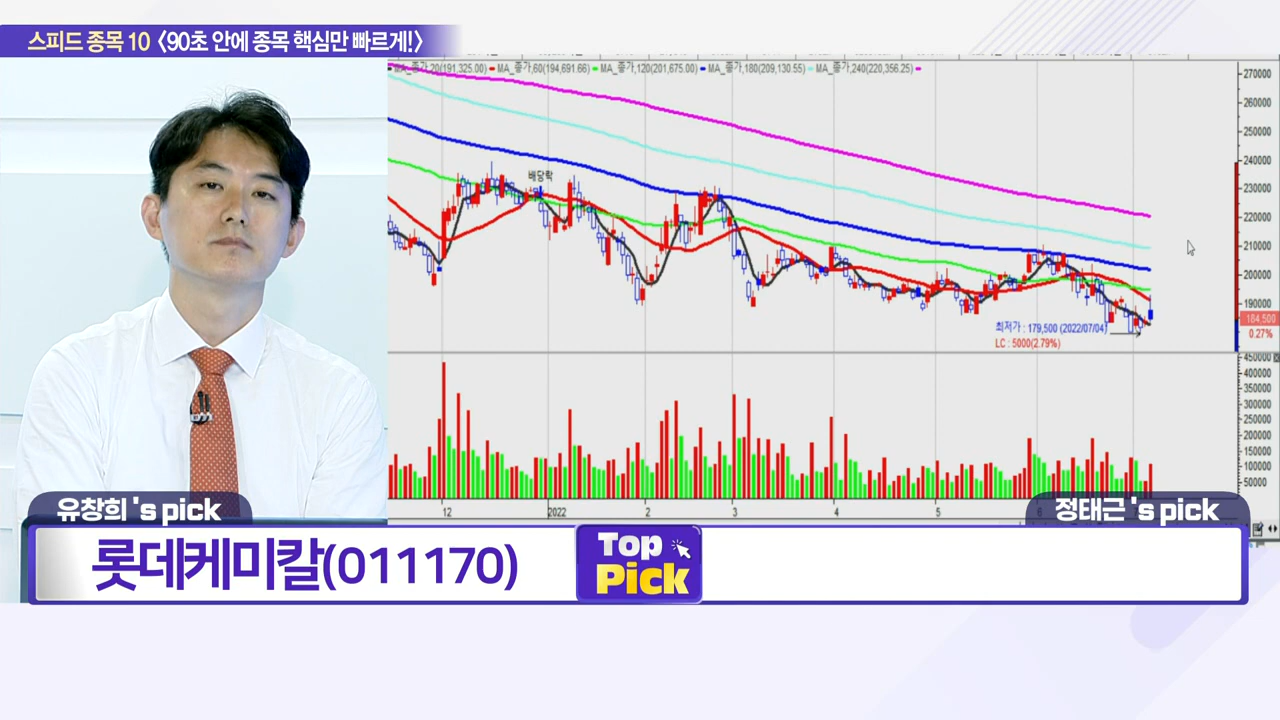 스피드 종목 10 〈90초 안에 종목 핵심만 빠르게!〉
MA_종가,20(191,325.00) MA_종가,60(194,691.66) MA_종가,120(201,675.00) MA_종가,180(209,130.55) MA_종가,240(220,356.25)
270000
260000
250000
240000
230000
220000
210000
200000
190000
184,500
0.27%
배당락
최저가 : 179,500 (2022/07/04)
LC : 5000(2.79%)
450000
400000
350000
300000
250000
200000
150000
100000
50000
12 2022 2 3 4 5 6
유창희 's pick
정태근 's pick
롯데케미칼(011170)
Top
Pick